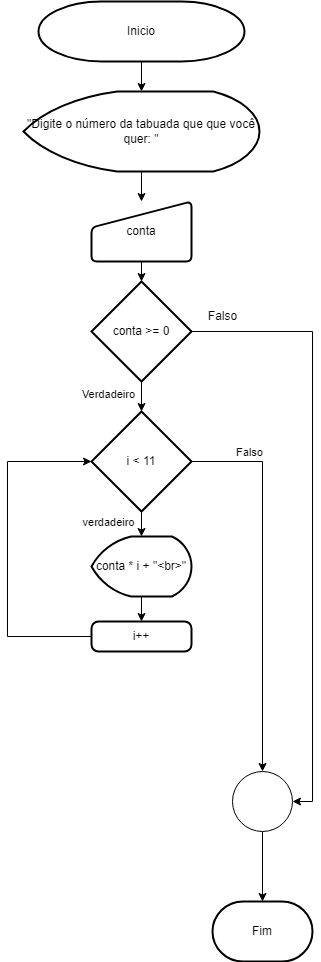 Inicio
"Digite o número da tabuada que que você
quer: "
conta
conta >= 0
Falso
Verdadeiro
i < 11
Falso
verdadeiro
conta * i + "<br>"
i++
Fim